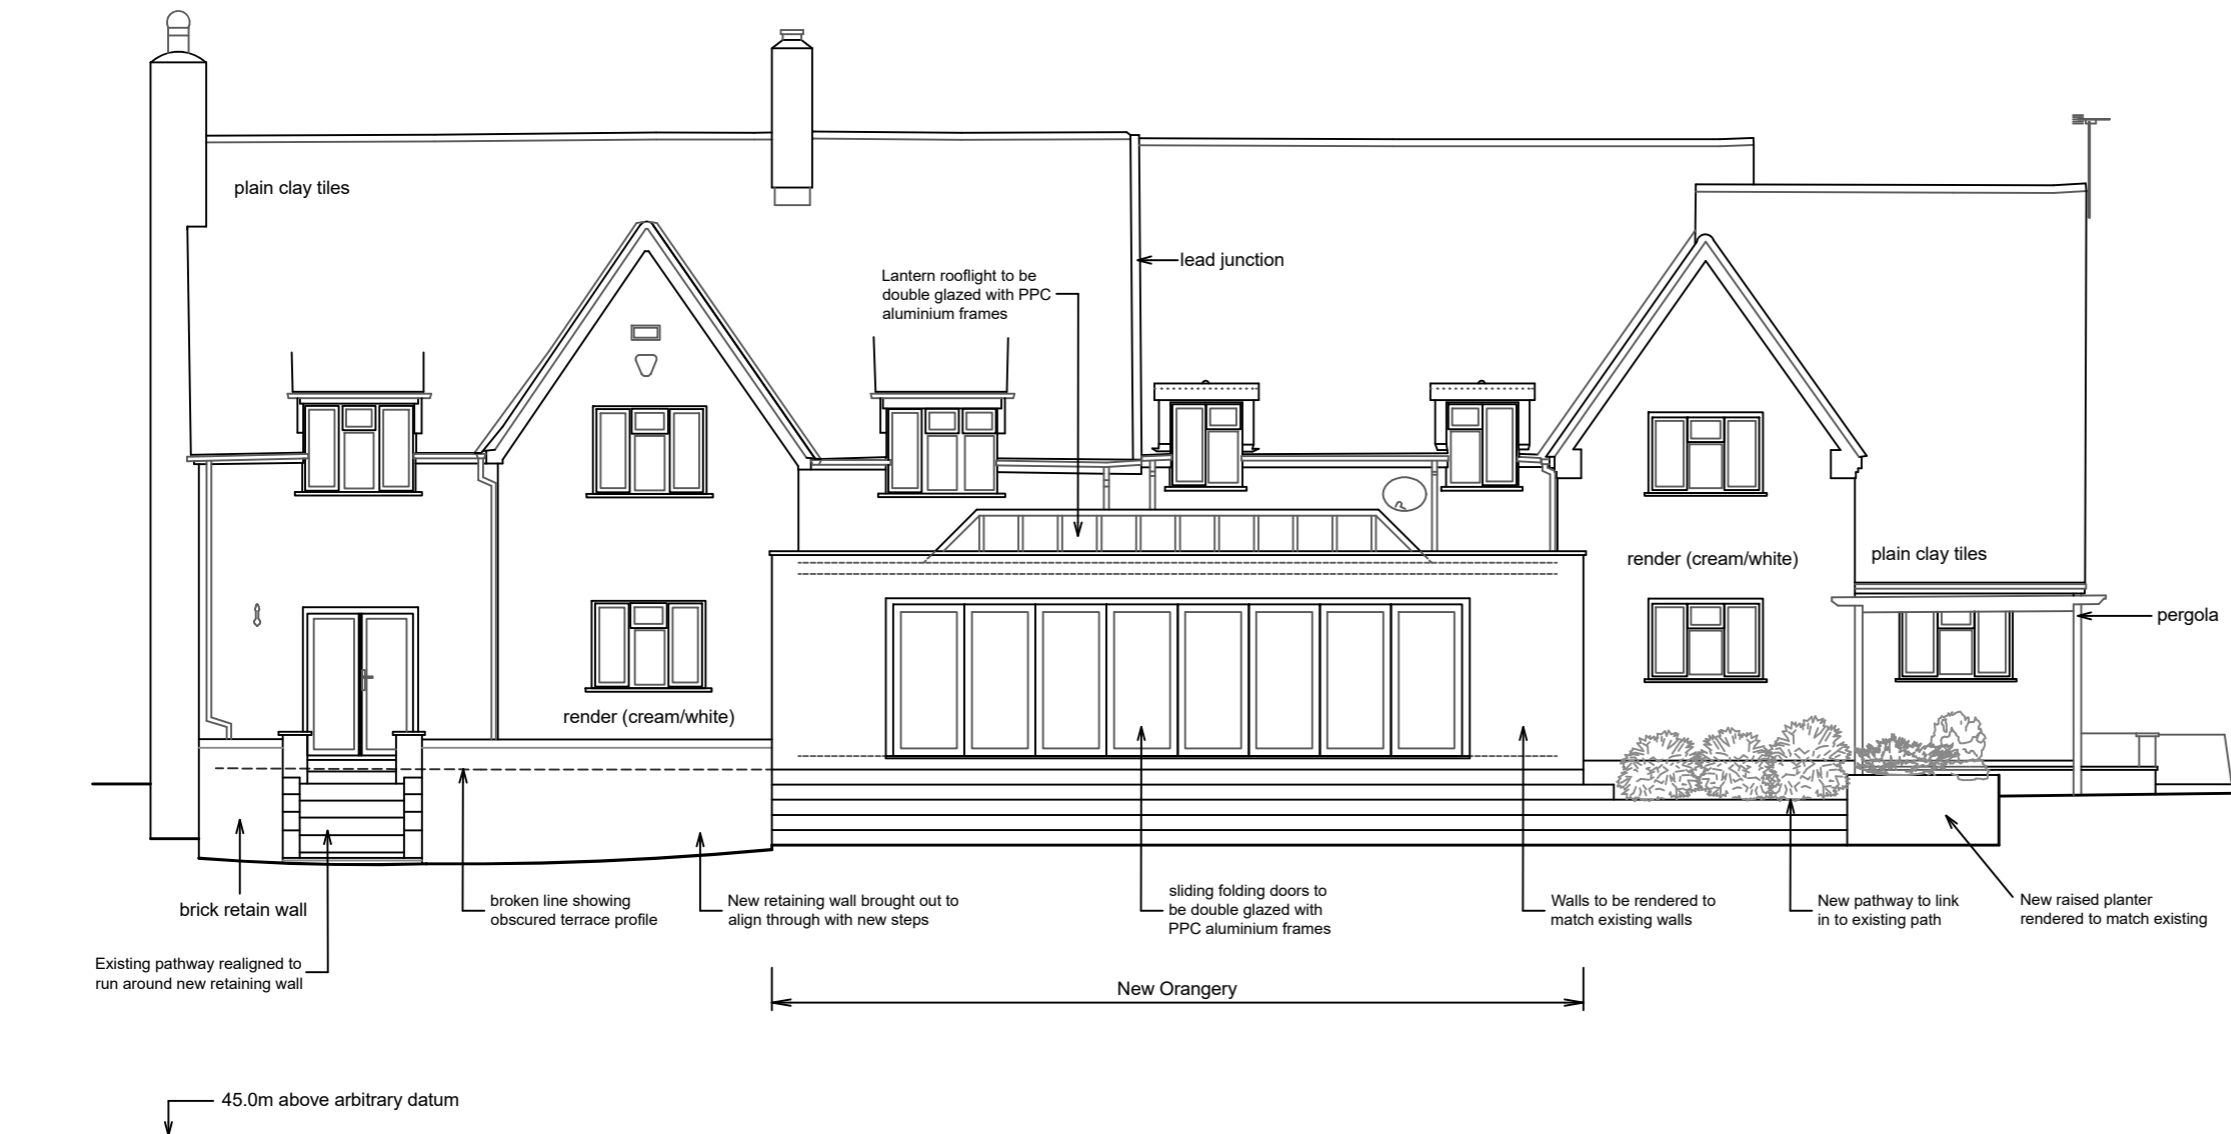 plain clay tiles
lead junction
Lantern rooflight to be
double glazed with PPC
aluminium frames
render (cream/white)
plain clay tiles
pergola
render (cream/white)
brick retain wall
Existing pathway realigned to
run around new retaining wall
broken line showing
obscured terrace profile
New retaining wall brought out to
align through with new steps
sliding folding doors to
be double glazed with
PPC aluminium frames
Walls to be rendered to
match existing walls
New pathway to link
in to existing path
New raised planter
rendered to match existing
New Orangery
45.0m above arbitrary datum